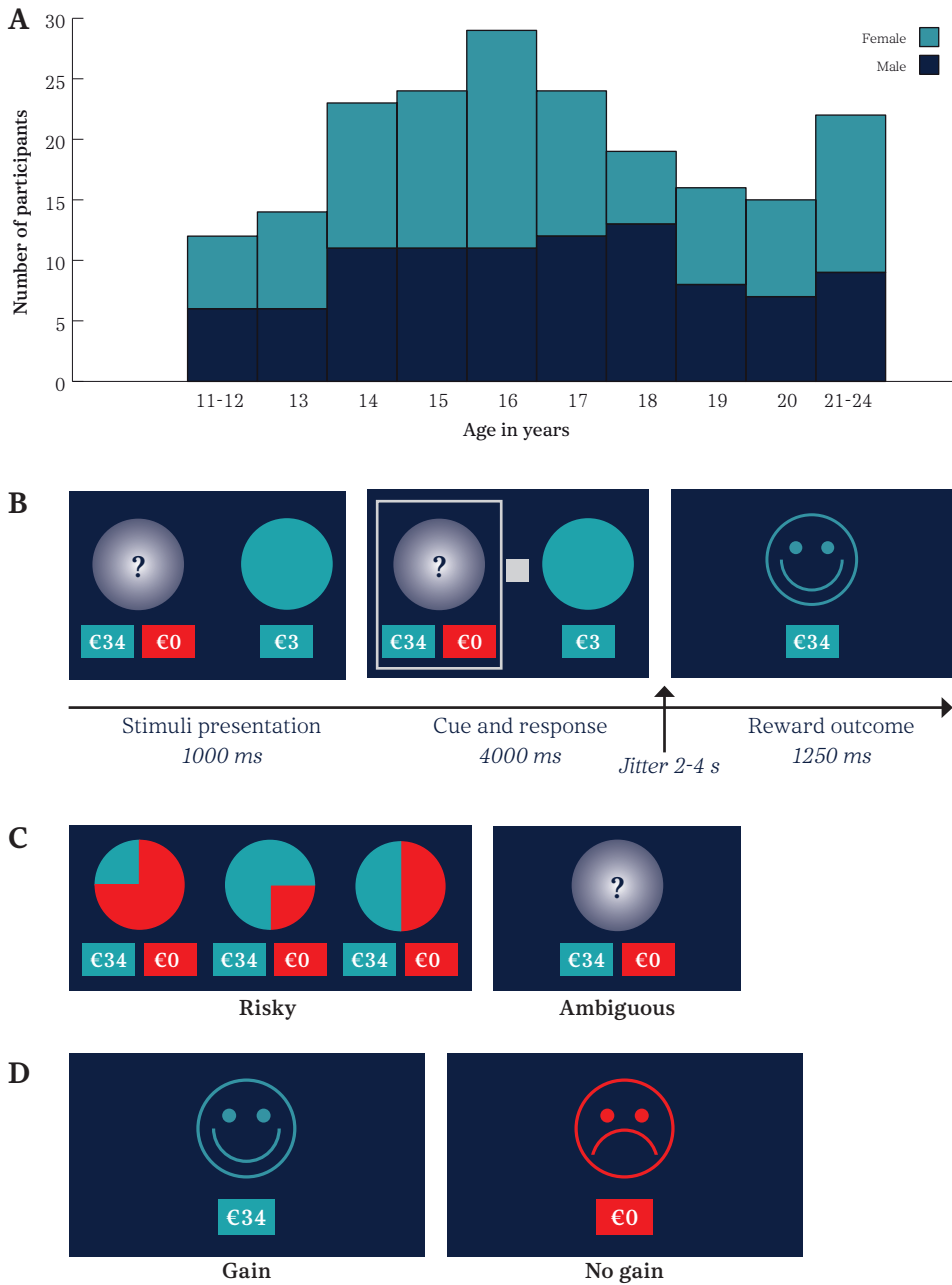 A
30
25
20
15
10
5
0
Number of participants
Female
Male
11-12 13 14 15 16 17 18 19 20 21-24
Age in years
B
? 
€34 €0 €3
?
€34 €0 €3
€34
Stimuli presentation
1000 ms
Cue and response
4000 ms
Jitter 2-4 s
Reward outcome
1250 ms
C
€34 €0 €34 €0 €34 €0
Risky
?
€34 €0
Ambiguous
D
€34
Gain
€0
No gain